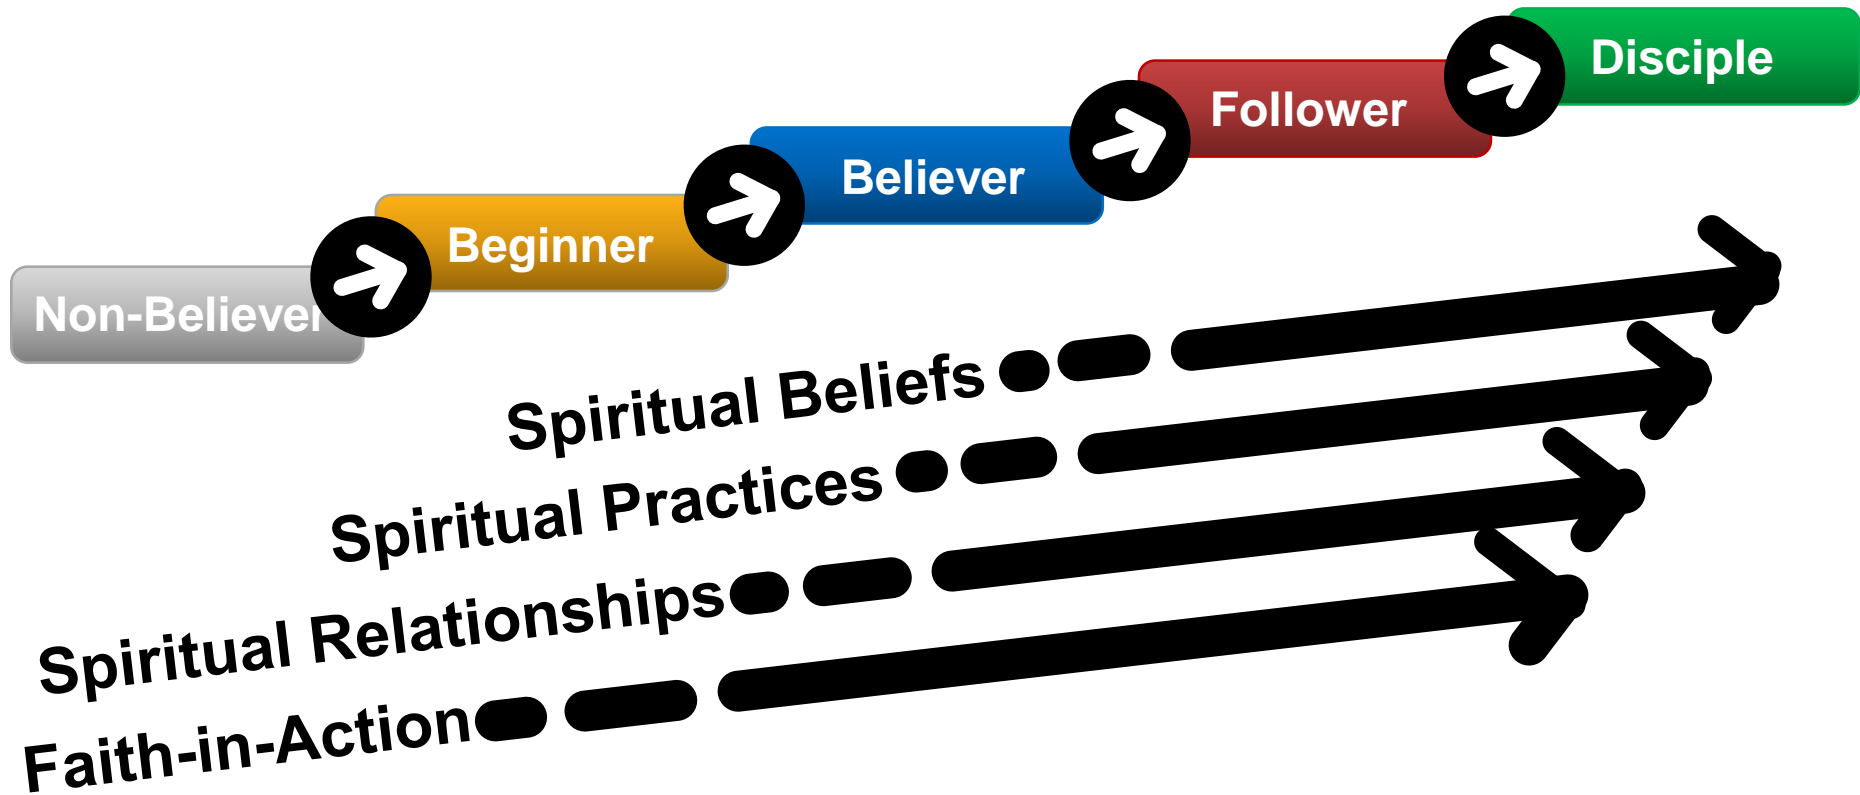 Disciple
Follower
Believer
Beginner
Non-Believer
Spiritual Beliefs
Spiritual Practices
Spiritual Relationships
Faith-in-Action